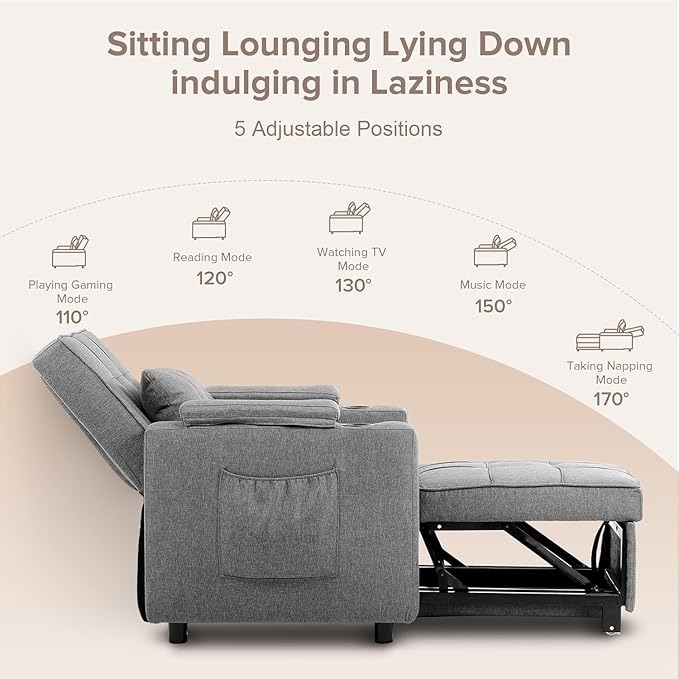 Sitting Lounging Lying Down
indulging in Laziness
5 Adjustable Positions
Playing Gaming
Mode
110°
Reading Mode
120°
Watching TV
Mode
130°
Music Mode
150°
Taking Napping
Mode
170°